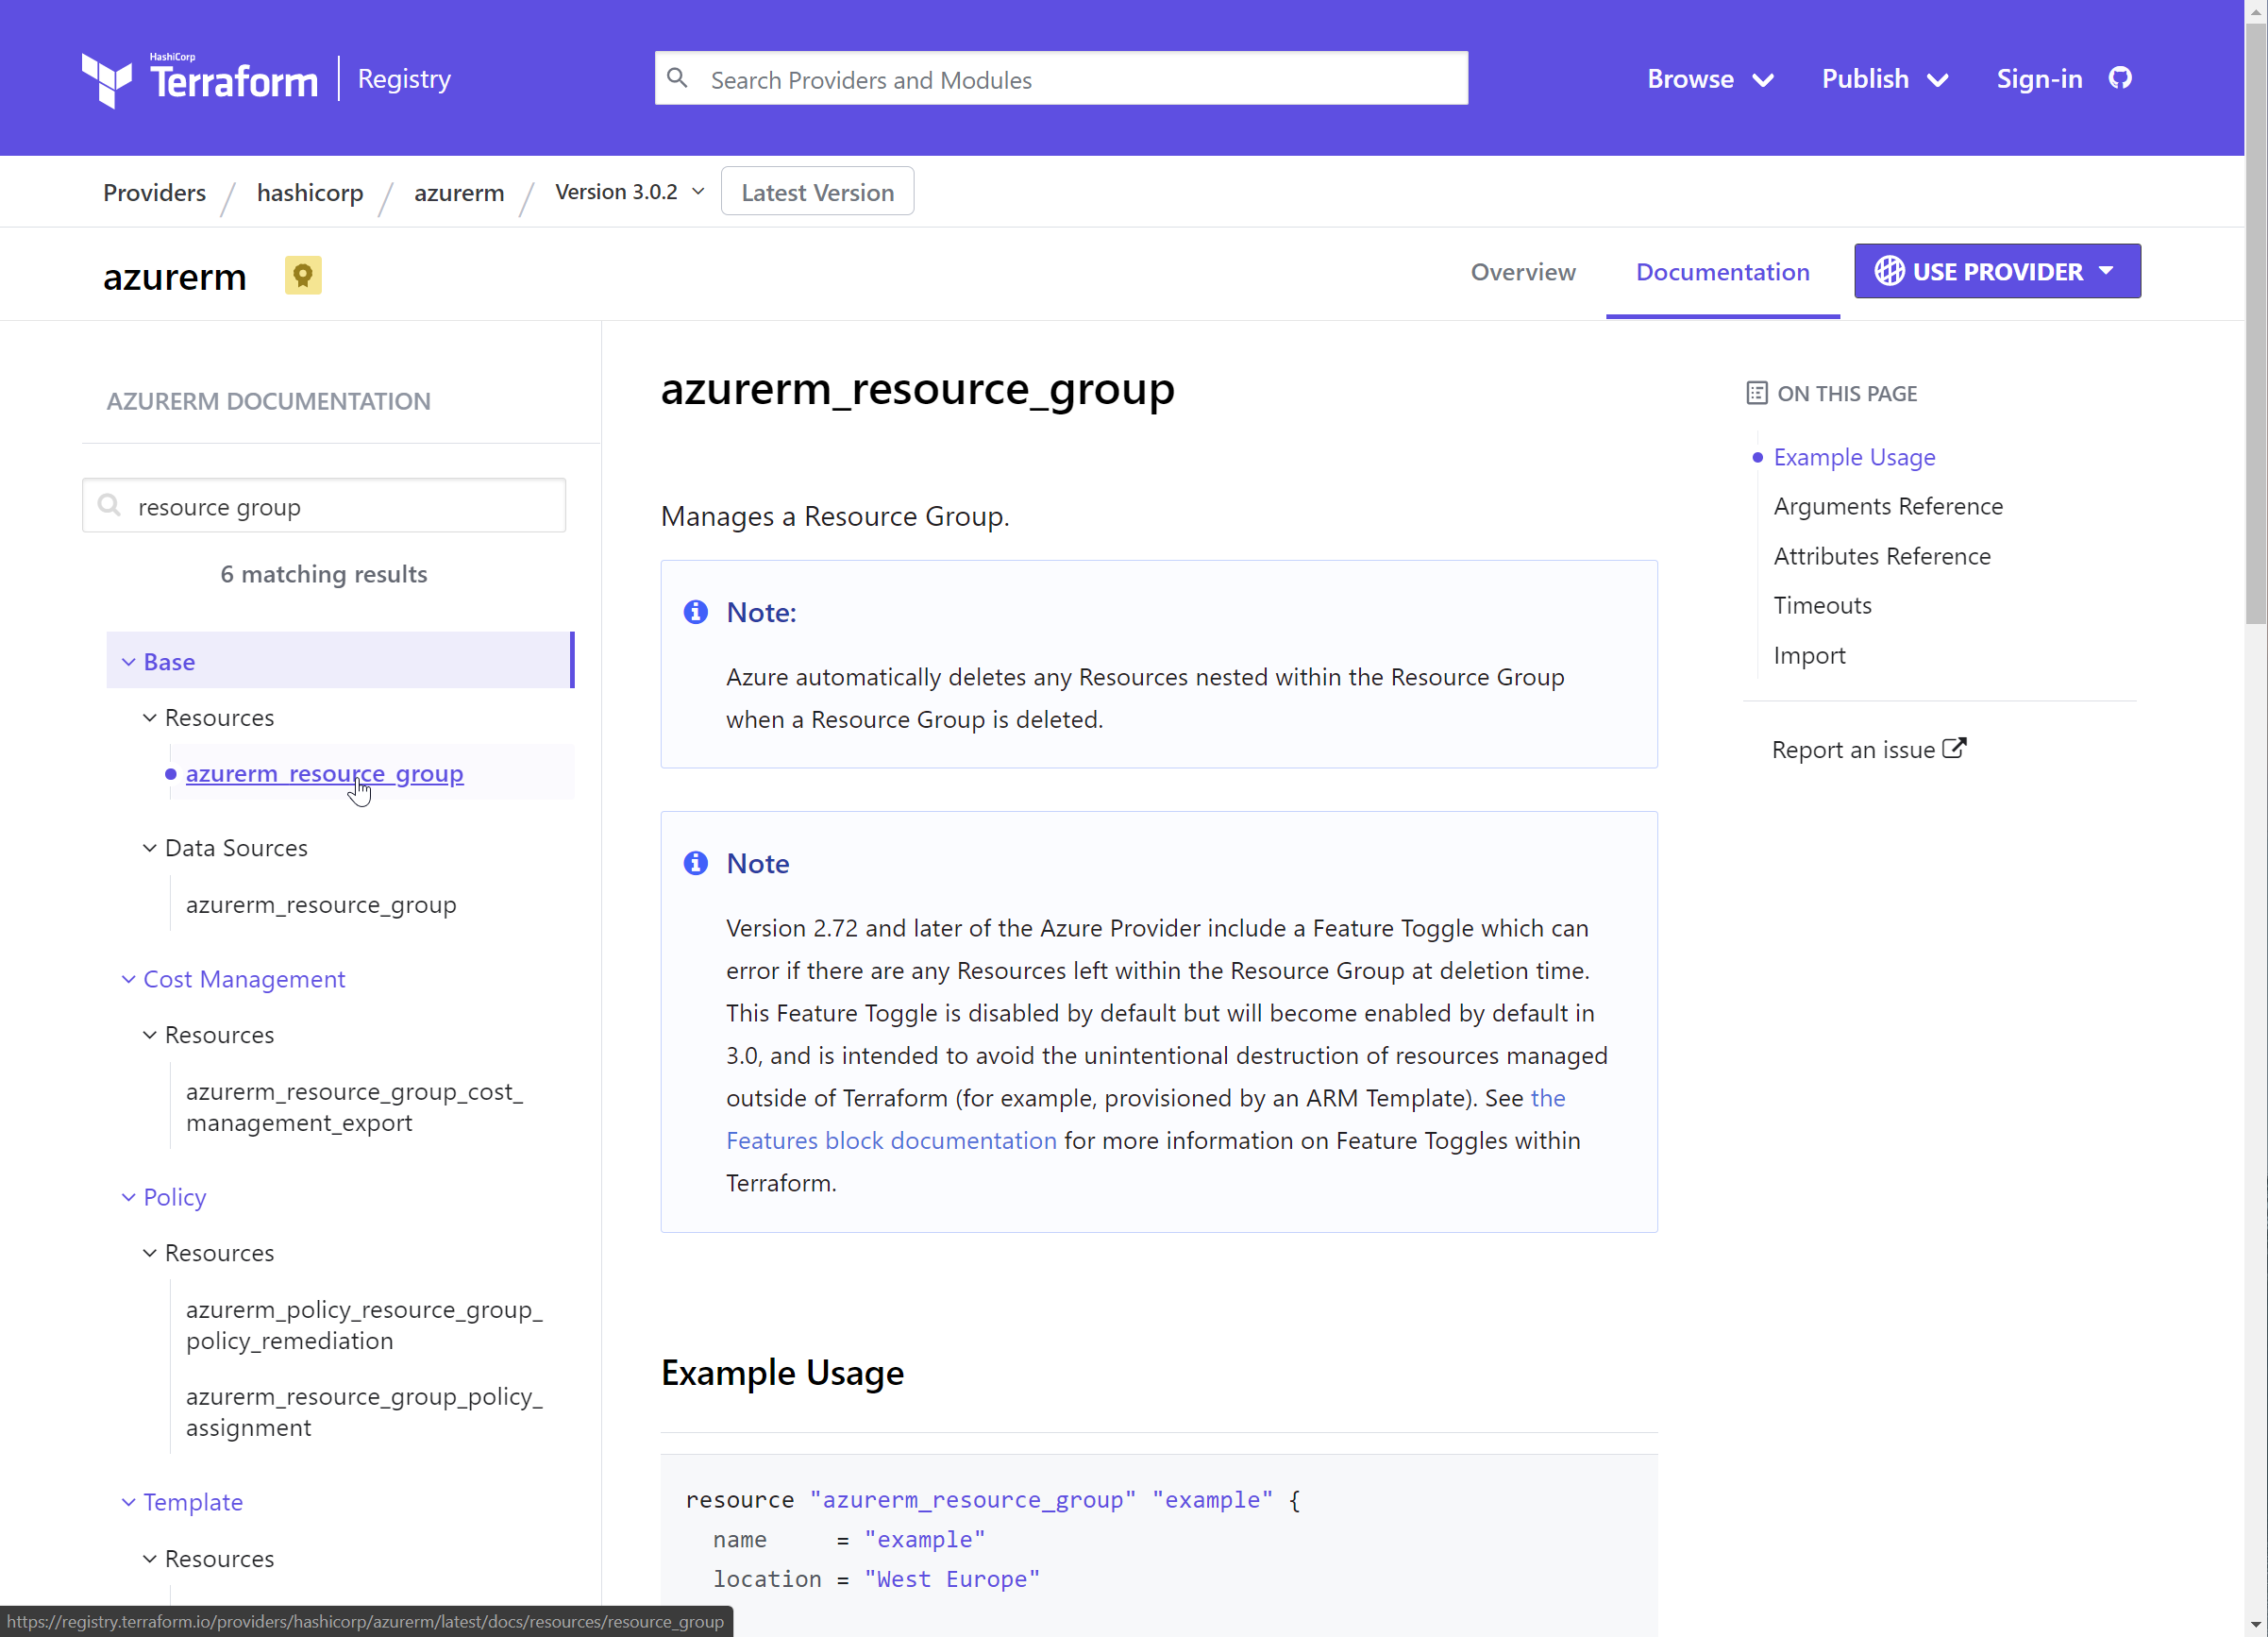 HashiCorp
Terraform
Registry
Search Providers and Modules
Browse
Publish
Sign-in
Providers / hashicorp / azurerm / Version 3.0.2
Latest Version
azurerm
Overview
Documentation
USE PROVIDER
AZURERM DOCUMENTATION
resource group
6 matching results
Base
Resources
azurerm_resource_group
Data Sources
azurerm_resource_group
Cost Management
Resources
azurerm_resource_group_cost_
management_export
Policy
Resources
azurerm_policy_resource_group_
policy_remediation
azurerm_resource_group_policy_
assignment
Template
Resources
azurerm_resource_group
Manages a Resource Group.
Note:
Azure automatically deletes any Resources nested within the Resource Group
when a Resource Group is deleted.
Note
Version 2.72 and later of the Azure Provider include a Feature Toggle which can
error if there are any Resources left within the Resource Group at deletion time.
This Feature Toggle is disabled by default but will become enabled by default in
3.0, and is intended to avoid the unintentional destruction of resources managed
outside of Terraform (for example, provisioned by an ARM Template). See the
Features block documentation for more information on Feature Toggles within
Terraform.
Example Usage
resource "azurerm_resource_group" "example" {
  name     = "example"
  location = "West Europe"
ON THIS PAGE
Example Usage
Arguments Reference
Attributes Reference
Timeouts
Import
Report an issue
https://registry.terraform.io/providers/hashicorp/azurerm/latest/docs/resources/resource_group